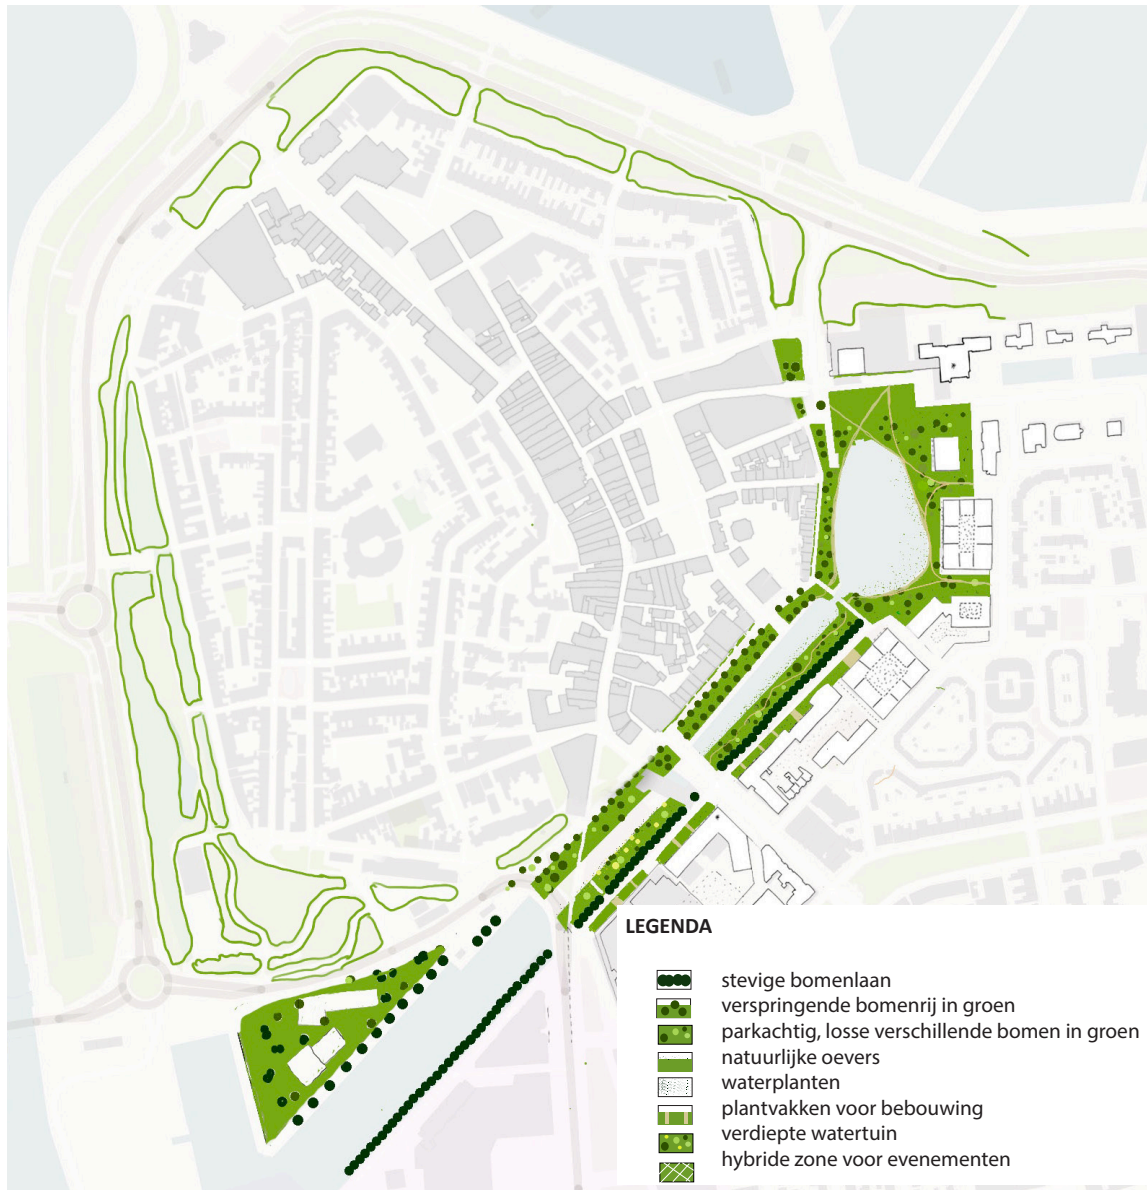 LEGENDA
stevige bomenlaan
verspringende bomenrij in groen
parkachtig, losse verschillende bomen in groen
natuurlijke oevers
waterplanten
plantvakken voor bebouwing
verdiepte watertuin
hybride zone voor evenementen